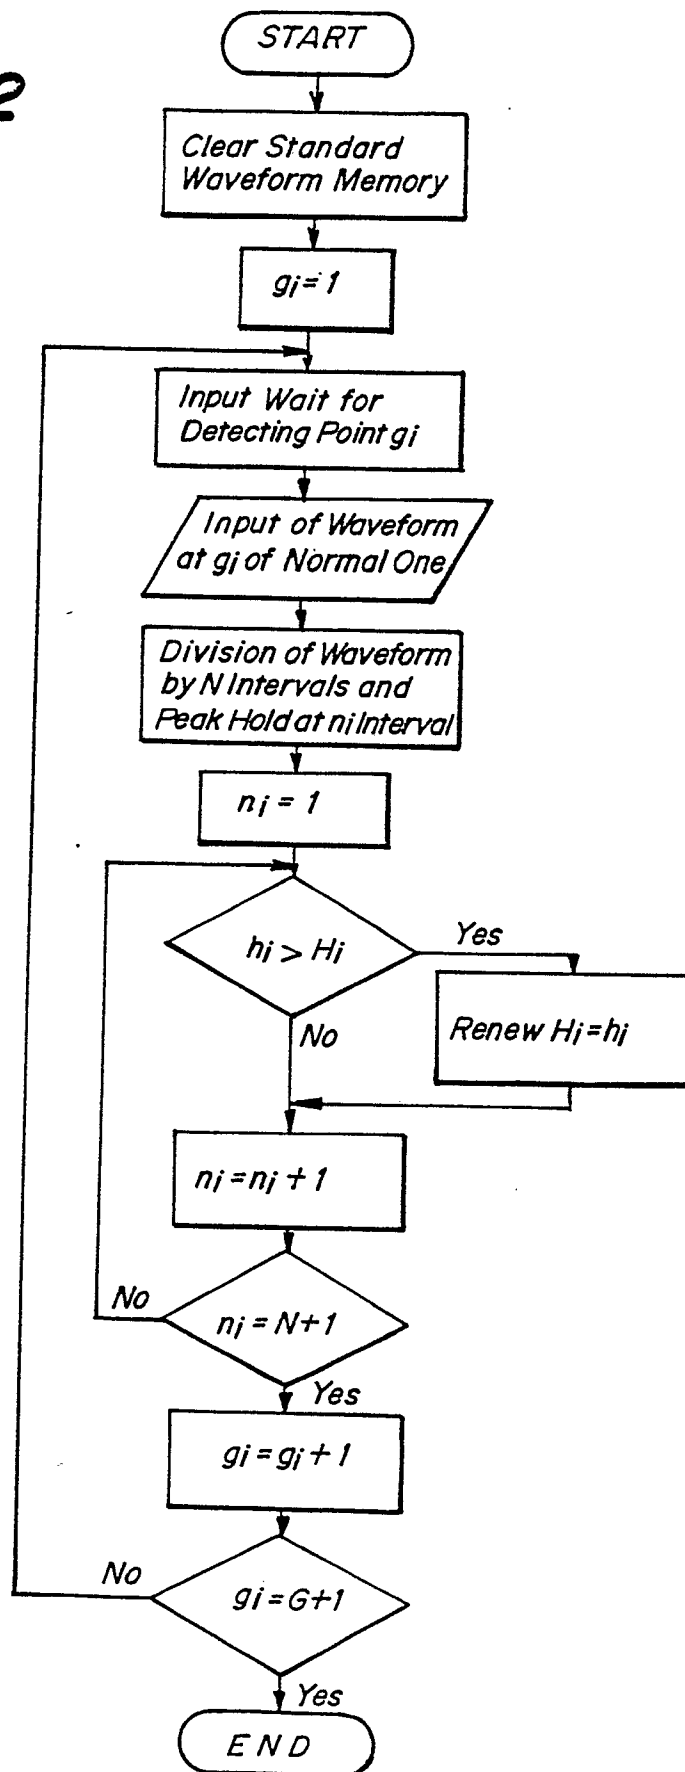 2
START
Clear Standard
Waveform Memory
gi = 1
Input Wait for
Detecting Point gi
Input of Waveform
at gi of Normal One
Division of Waveform
by N Intervals and
Peak Hold at ni Interval
ni = 1
hi > Hi
Yes
No
Renew Hi = hi
ni = ni + 1
No
ni = N+1
Yes
gi = gi + 1
No
gi = G+1
Yes
END